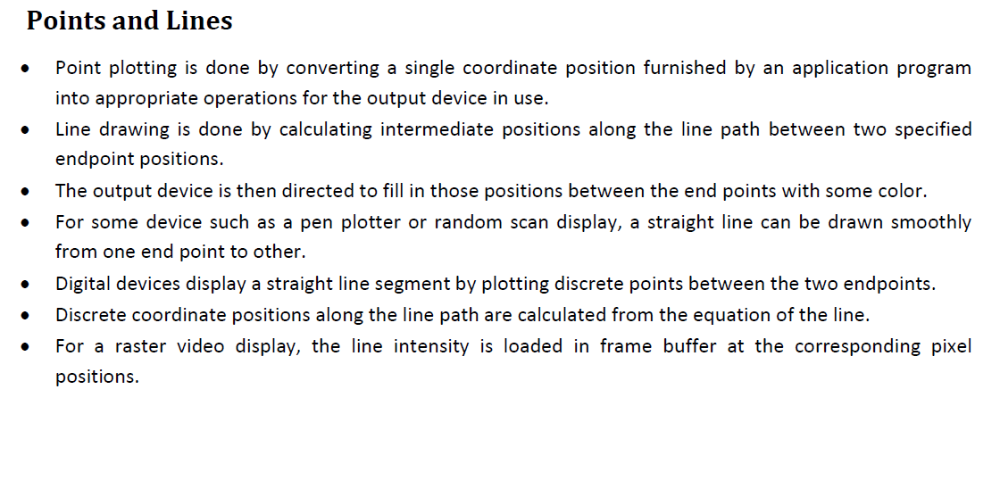 Points and Lines
• Point plotting is done by converting a single coordinate position furnished by an application program
into appropriate operations for the output device in use.
• Line drawing is done by calculating intermediate positions along the line path between two specified
endpoint positions.
• The output device is then directed to fill in those positions between the end points with some color.
• For some device such as a pen plotter or random scan display, a straight line can be drawn smoothly
from one end point to other.
• Digital devices display a straight line segment by plotting discrete points between the two endpoints.
• Discrete coordinate positions along the line path are calculated from the equation of the line.
• For a raster video display, the line intensity is loaded in frame buffer at the corresponding pixel
positions.